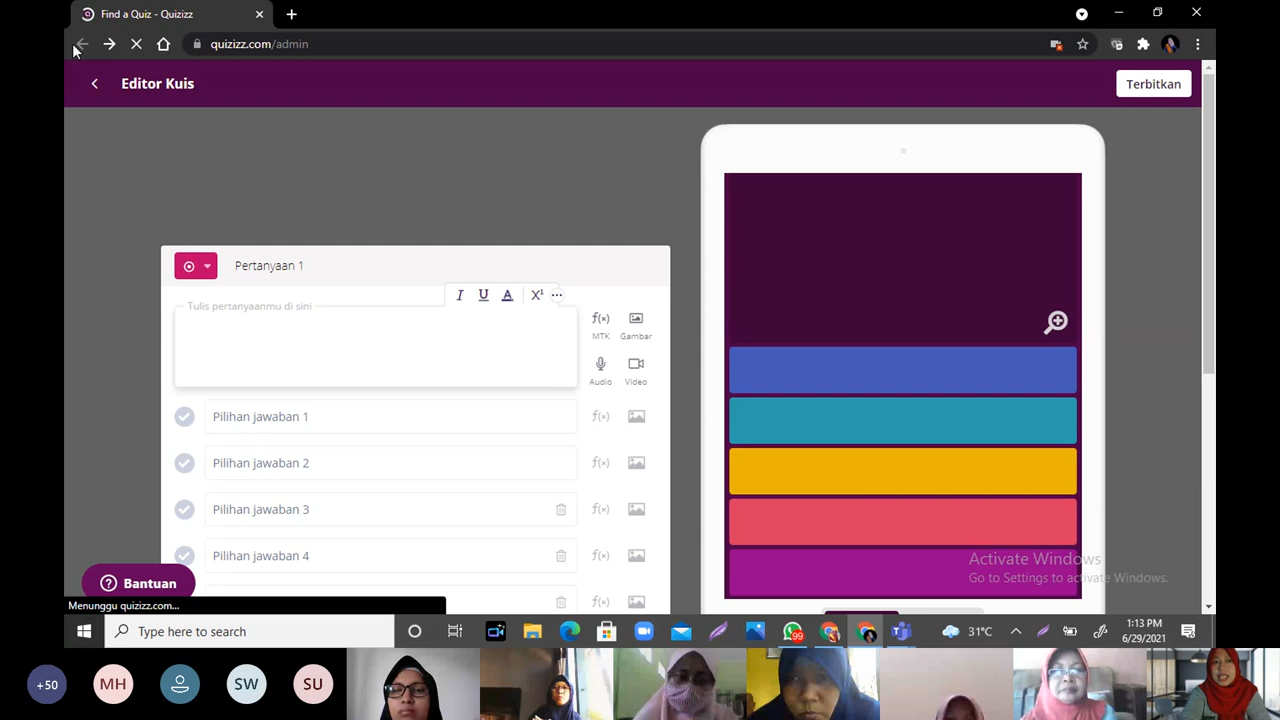 Find a Quiz - Quizizz
quizizz.com/admin
Editor Kuis
Terbitkan
Pertanyaan 1
I U A X¹ ...
Tulis pertanyaanmu di sini
f(x)
MTK
Gambar
Audio
Video
Pilihan jawaban 1
f(x)
Pilihan jawaban 2
f(x)
Pilihan jawaban 3
f(x)
Pilihan jawaban 4
f(x)
f(x)
Bantuan
Activate Windows
Go to Settings to activate Windows.
Menunggu quizizz.com...
Type here to search
99
31°C
1:13 PM
6/29/2021
+50
MH
SW
SU